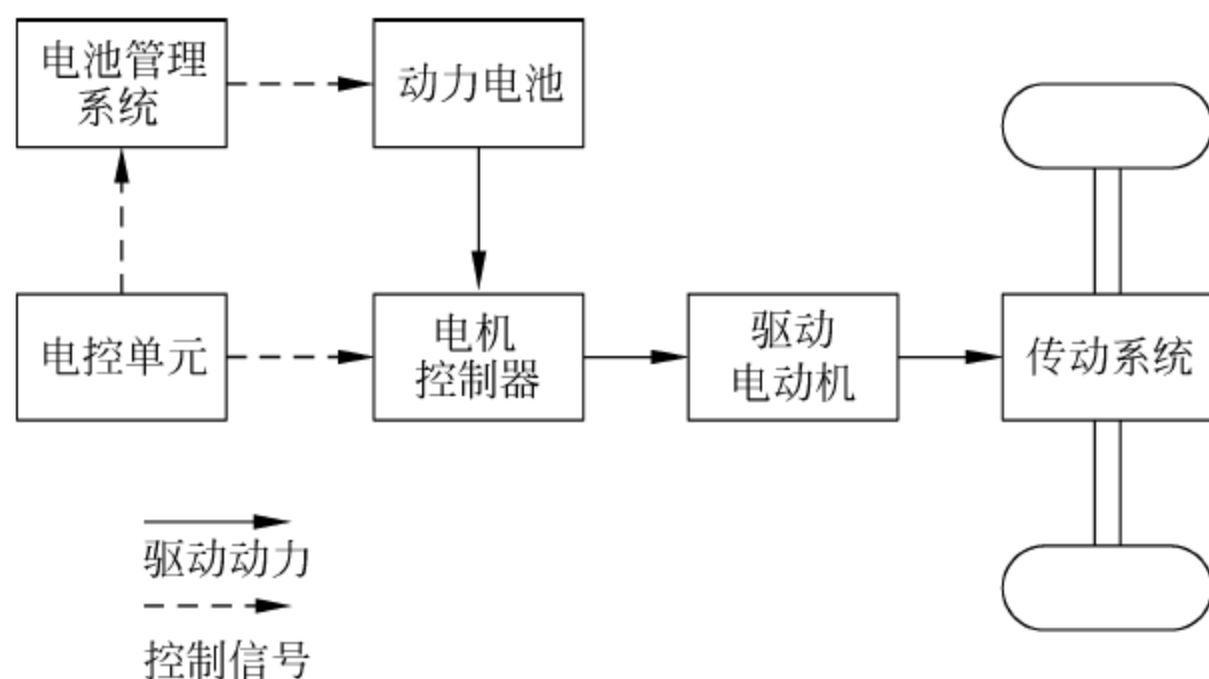 电池管理
系统
动力电池
电控单元
电机
控制器
驱动
电动机
传动系统
驱动动力
控制信号